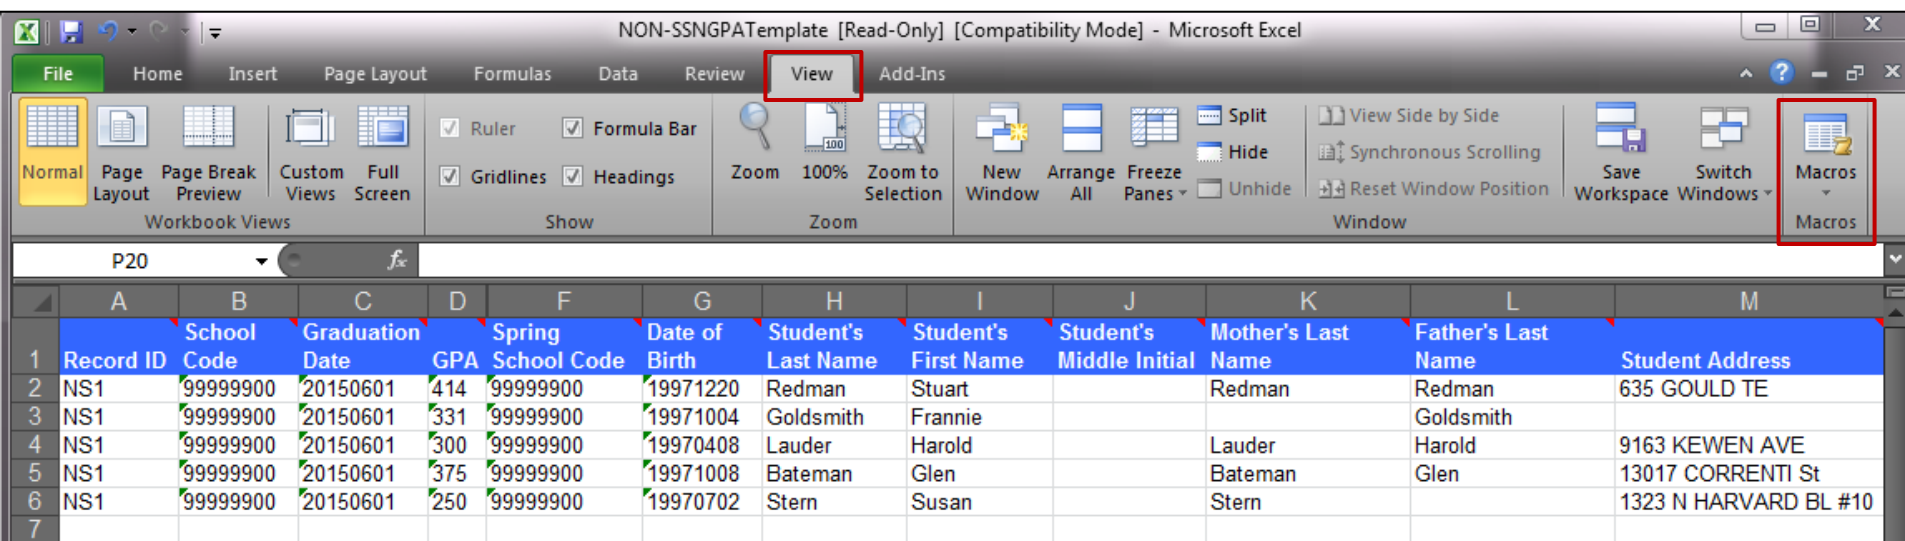 NON-SSNGPATemplate [Read-Only] [Compatibility Mode] - Microsoft Excel
File Home Insert Page Layout Formulas Data Review View Add-Ins
Ruler Formula Bar Split View Side by Side
Hide Synchronous Scrolling
Normal Page Layout Page Break Preview Custom Views Full Screen Gridlines Headings Zoom 100% Zoom to Selection New Window Arrange All Freeze Panes Unhide Reset Window Position Save Workspace Switch Windows Macros
Workbook Views Show Zoom Window Macros
P20 fx
A B C D F G H I J K L M
1 Record ID School Code Graduation Date GPA Spring School Code Date of Birth Student's Last Name Student's First Name Student's Middle Initial Mother's Last Name Father's Last Name Student Address
2 NS1 99999900 20150601 414 99999900 19971220 Redman Stuart Redman Redman 635 GOULD TE
3 NS1 99999900 20150601 331 99999900 19971004 Goldsmith Frannie Goldsmith
4 NS1 99999900 20150601 300 99999900 19970408 Lauder Harold Lauder Harold 9163 KEWEN AVE
5 NS1 99999900 20150601 375 99999900 19971008 Bateman Glen Bateman Glen 13017 CORRENTI St
6 NS1 99999900 20150601 250 99999900 19970702 Stern Susan Stern 1323 N HARVARD BL #10
7